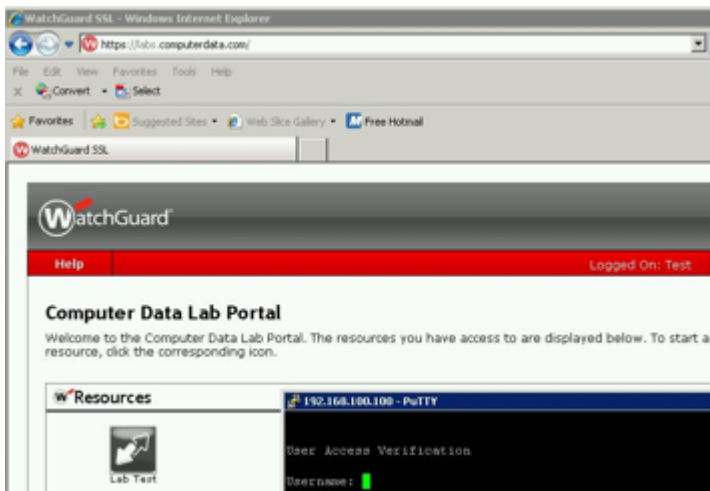 WatchGuard SSL - Windows Internet Explorer
https://labs.computerdata.com/
File Edit View Favorites Tools Help
X Convert Select
Favorites Suggested Sites Web Slice Gallery Free Hotmail
WatchGuard SSL
WatchGuard
Help Logged On: Test
Computer Data Lab Portal
Welcome to the Computer Data Lab Portal. The resources you have access to are displayed below. To start a
resource, click the corresponding icon.
Resources
Lab Test
192.168.100.100 - PuTTY
User Access Verification
Username: